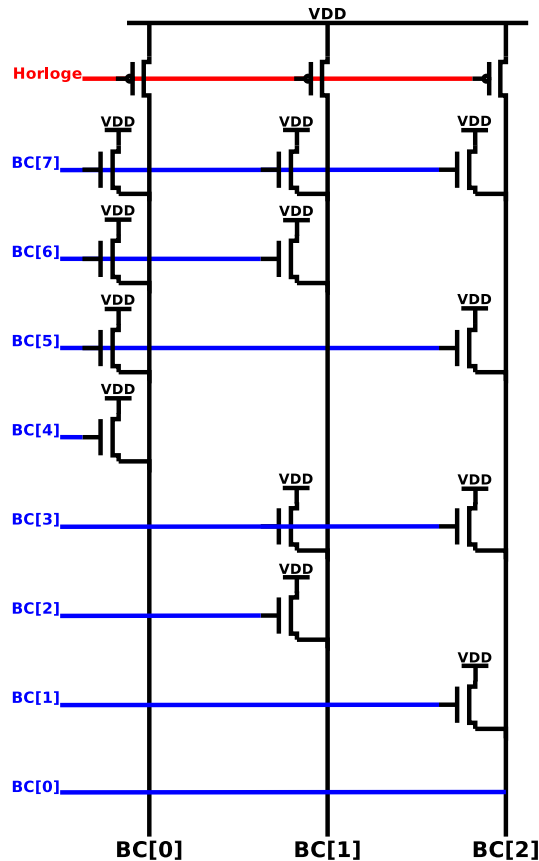 VDD
Horloge
VDD VDD VDD
BC[7]
VDD VDD
BC[6]
VDD VDD
BC[5]
VDD
BC[4]
VDD VDD
BC[3]
VDD
BC[2]
VDD
BC[1]
BC[0]
BC[0] BC[1] BC[2]